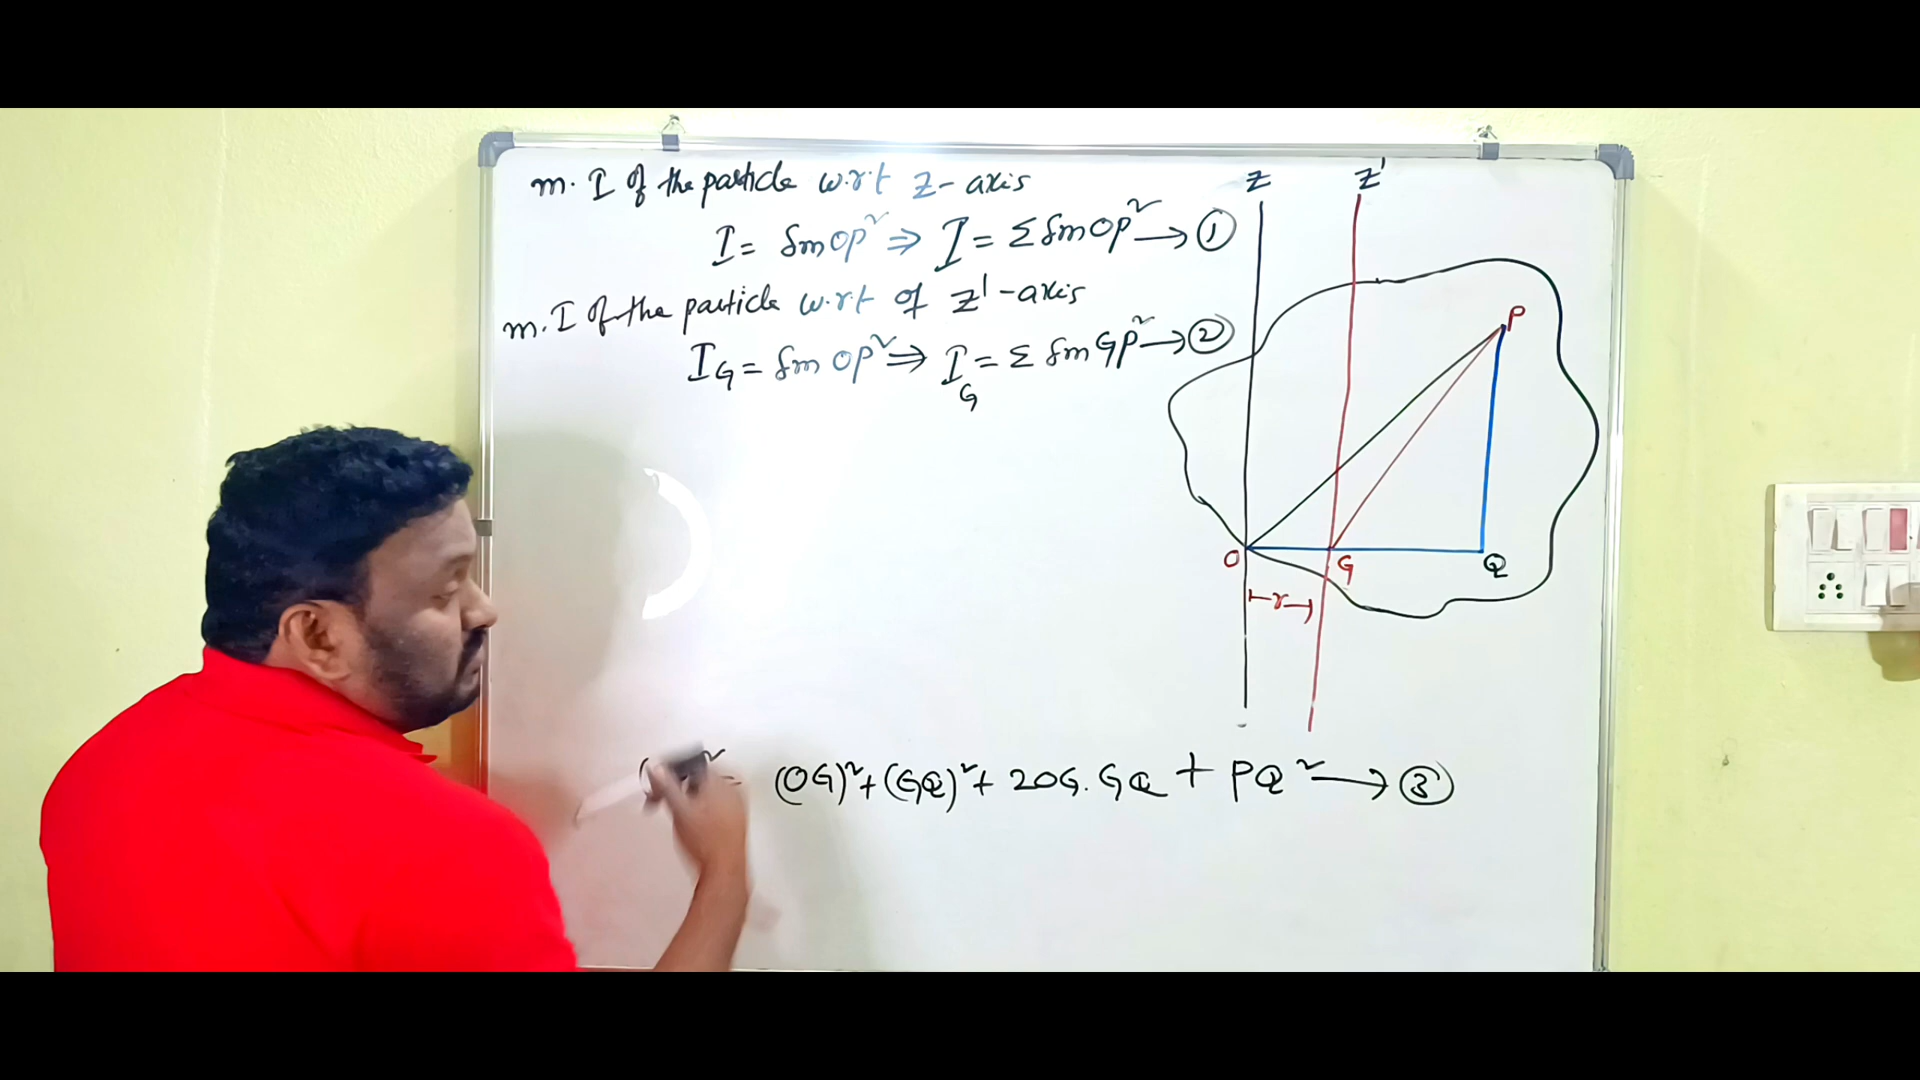 m. I of the particle w.r.t z- axis
I = δm OP² ⇒ I = Σ δm OP² → ①
m. I of the particle w.r.t of z'-axis
I_G = δm OP² ⇒ I_G = Σ δm GP² → ②
² = (OG)² + (GQ)² + 2OG. GQ + PQ² → ③
Z Z'
P
O G Q
r